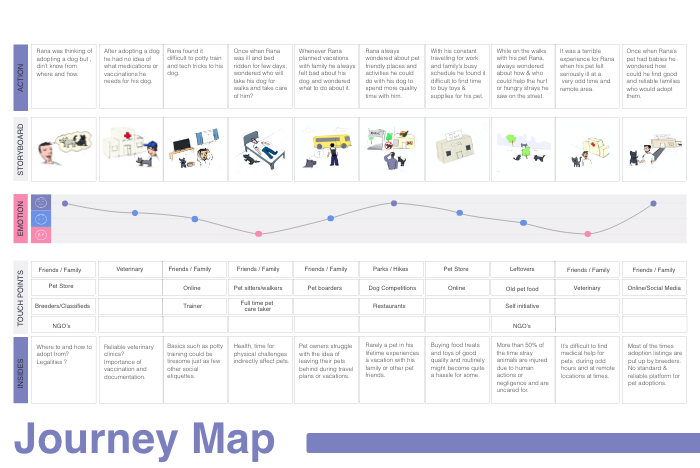 ACTION
Rana was thinking of
adopting a dog but ,
din't know from
where and how.
After adopting a dog
he had no idea of
what medications or
vaccinations he
needs for his dog.
Rana found it
difficult to potty train
and tech tricks to his
dog.
Once when Rana
was ill and bed
ridden for few days,
wondered who will
take his dog for
walks and take care
of him?
Whenever Rana
planned vacations
with family he always
felt bad about his
dog and wondered
what to do about it.
Rana always
wondered about pet
friendly places and
activities he could
do with his dog to
spend more quality
time with him.
With his constant
travelling for work
and family's busy
schedule he found it
difficult to find time
to buy toys &
supplies for his pet.
While on the walks
with his pet Rana,
always wondered
about how & who
could help the hurt
or hungry strays he
saw on the street.
It was a terrible
experience for Rana
when his pet fell
seriously ill at a
very odd time and
remote area.
Once when Rana's
pet had babies he
wondered how
could he find good
and reliable families
who would adopt
them.
STORYBOARD
EMOTION
TOUCH POINTS
Friends / Family
Veterinary
Friends / Family
Friends / Family
Friends / Family
Parks / Hikes
Pet Store
Leftovers
Friends / Family
Friends / Family
Pet Store
Online
Pet sitters/walkers
Pet boarders
Dog Competitions
Online
Old pet food
Veterinary
Online/Social Media
Breeders/Classifieds
Trainer
Full time pet
care taker
Restaurants
Self initiative
NGO's
NGO's
INSIDES
Where to and how to
adopt from?
Legalities ?
Reliable veterinary
clinics?
Importance of
vaccination and
documentation.
Basics such as potty
training could be
tiresome just as few
other social
etiquettes.
Health, time for
physical challenges
indirectly affect pets.
Pet owners struggle
with the idea of
leaving their pets
behind during travel
plans or vacations.
Rarely a pet in his
lifetime experiences
a vacation with his
family or other pet
friends.
Buying food treats
and toys of good
quality and routinely
might become quite
a hassle for some.
More than 50% of
the time stray
animals are injured
due to human
actions or
negligence and are
uncared for.
It's difficult to find
medical help for
pets during odd
hours and at remote
locations at times.
Most of the times
adoption listings are
put up by breeders.
No standard &
reliable platform for
pet adoptions.
Journey Map